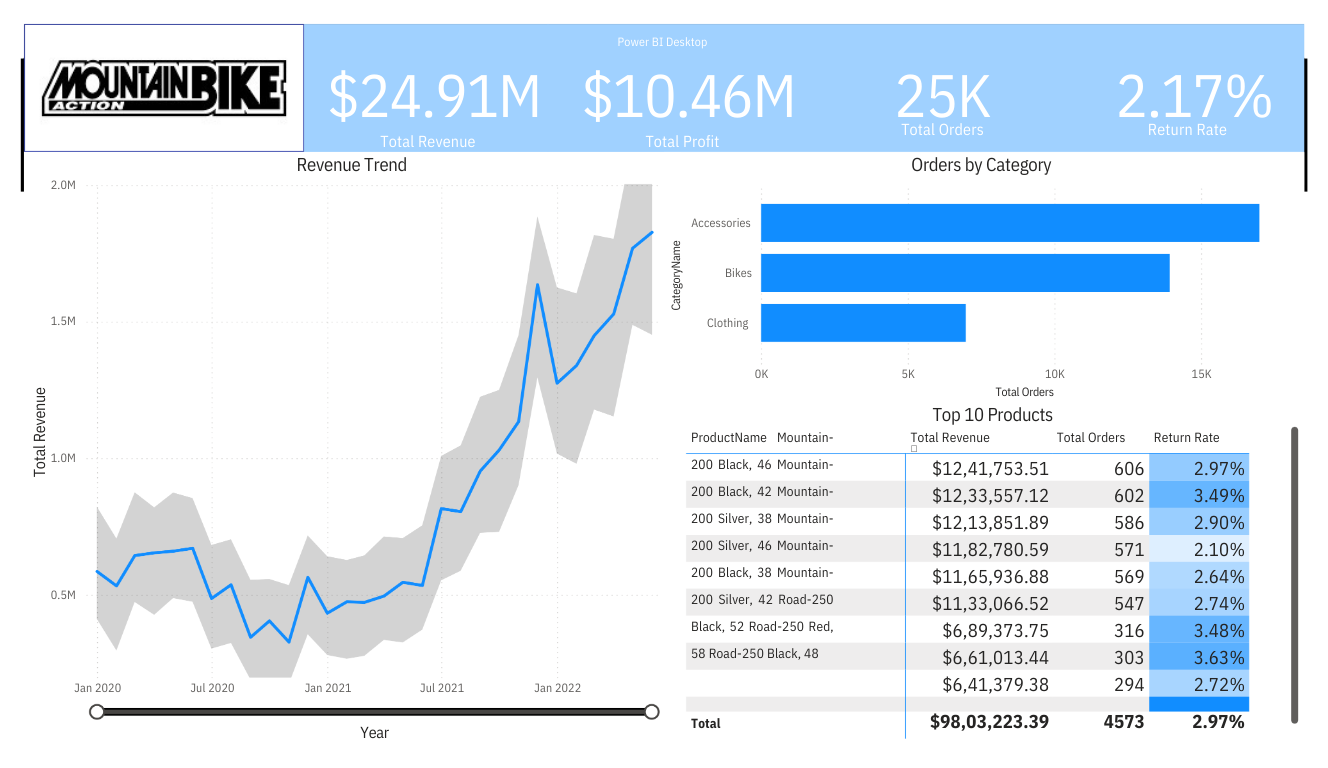 MOUNTAIN BIKE
ACTION
Power BI Desktop
$24.91M
Total Revenue
$10.46M
Total Profit
25K
Total Orders
2.17%
Return Rate
Revenue Trend
2.0M
1.5M
1.0M
0.5M
Total Revenue
Jan 2020 Jul 2020 Jan 2021 Jul 2021 Jan 2022
Year
Orders by Category
CategoryName
Accessories
Bikes
Clothing
0K 5K 10K 15K
Total Orders
Top 10 Products
ProductName Mountain- Total Revenue Total Orders Return Rate
200 Black, 46 Mountain- $12,41,753.51 606 2.97%
200 Black, 42 Mountain- $12,33,557.12 602 3.49%
200 Silver, 38 Mountain- $12,13,851.89 586 2.90%
200 Silver, 46 Mountain- $11,82,780.59 571 2.10%
200 Black, 38 Mountain- $11,65,936.88 569 2.64%
200 Silver, 42 Road-250 $11,33,066.52 547 2.74%
Black, 52 Road-250 Red, $6,89,373.75 316 3.48%
58 Road-250 Black, 48 $6,61,013.44 303 3.63%
$6,41,379.38 294 2.72%
Total $98,03,223.39 4573 2.97%